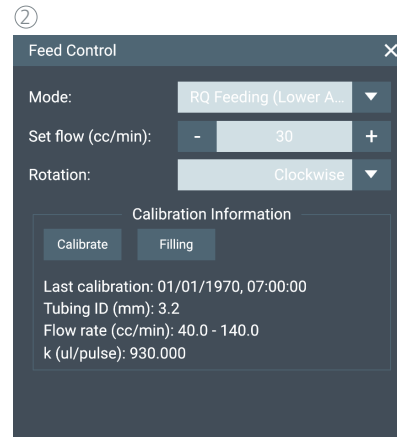 ②
Feed Control X
Mode: RQ Feeding (Lower A...
Set flow (cc/min): - 30 +
Rotation: Clockwise
Calibration Information
Calibrate Filling
Last calibration: 01/01/1970, 07:00:00
Tubing ID (mm): 3.2
Flow rate (cc/min): 40.0 - 140.0
k (ul/pulse): 930.000